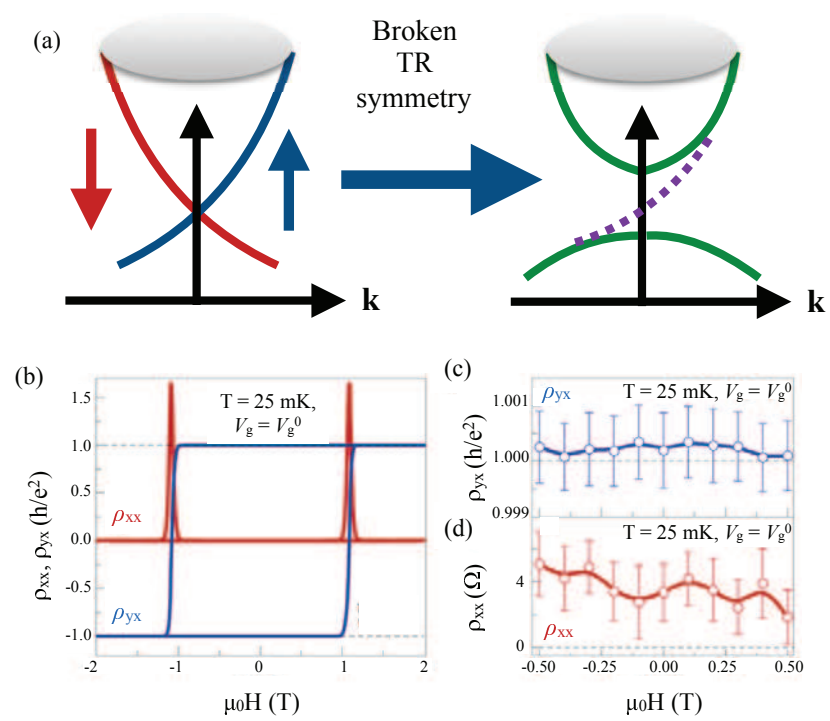 (a)
Broken
TR
symmetry
k
k
(b)
T = 25 mK,
V_g = V_g^0
ρ_xx, ρ_yx (h/e²)
1.5
1.0
0.5
0.0
-0.5
-1.0
ρ_xx
ρ_yx
-2
-1
0
1
2
μ₀H (T)
(c)
ρ_yx
T = 25 mK, V_g = V_g^0
ρ_yx (h/e²)
1.001
1.000
0.999
(d)
T = 25 mK, V_g = V_g^0
ρ_xx (Ω)
4
0
ρ_xx
-0.50
-0.25
0.00
0.25
0.50
μ₀H (T)